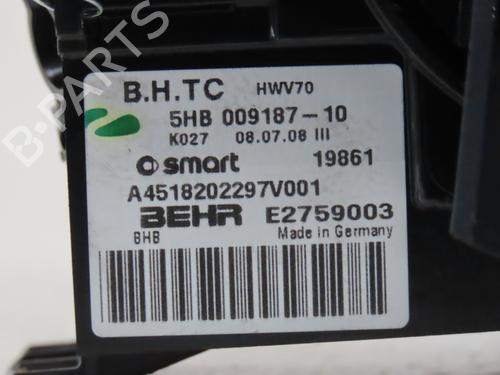 B.H.TC HWV70
5HB 009187-10
K027 08.07.08 III
smart 19861
A4518202297V001
BEHR E2759003
BHB Made in Germany
B-PARTS